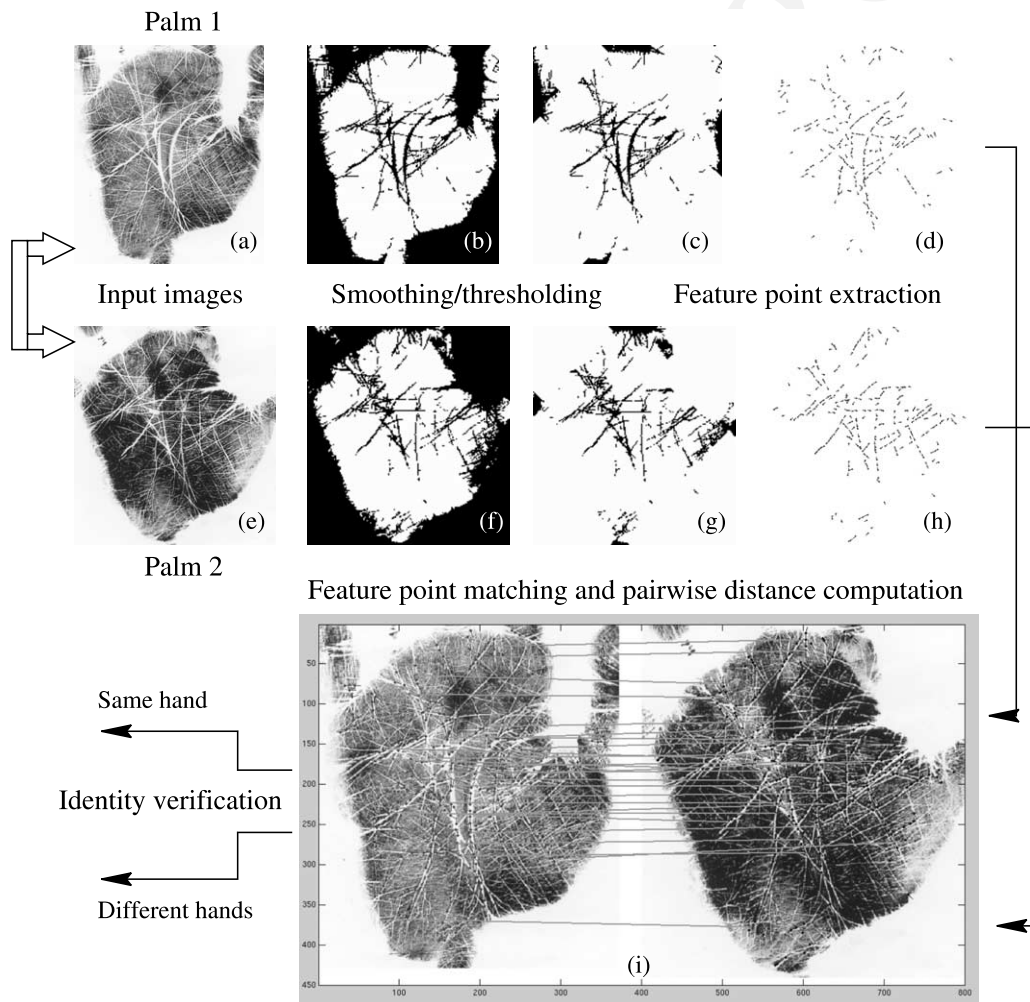 Palm 1
(a)
(b)
(c)
(d)
Input images
Smoothing/thresholding
Feature point extraction
(e)
(f)
(g)
(h)
Palm 2
Feature point matching and pairwise distance computation
Same hand
Identity verification
Different hands
50
100
150
200
250
300
350
400
450
(i)
100
200
300
400
500
600
700
800